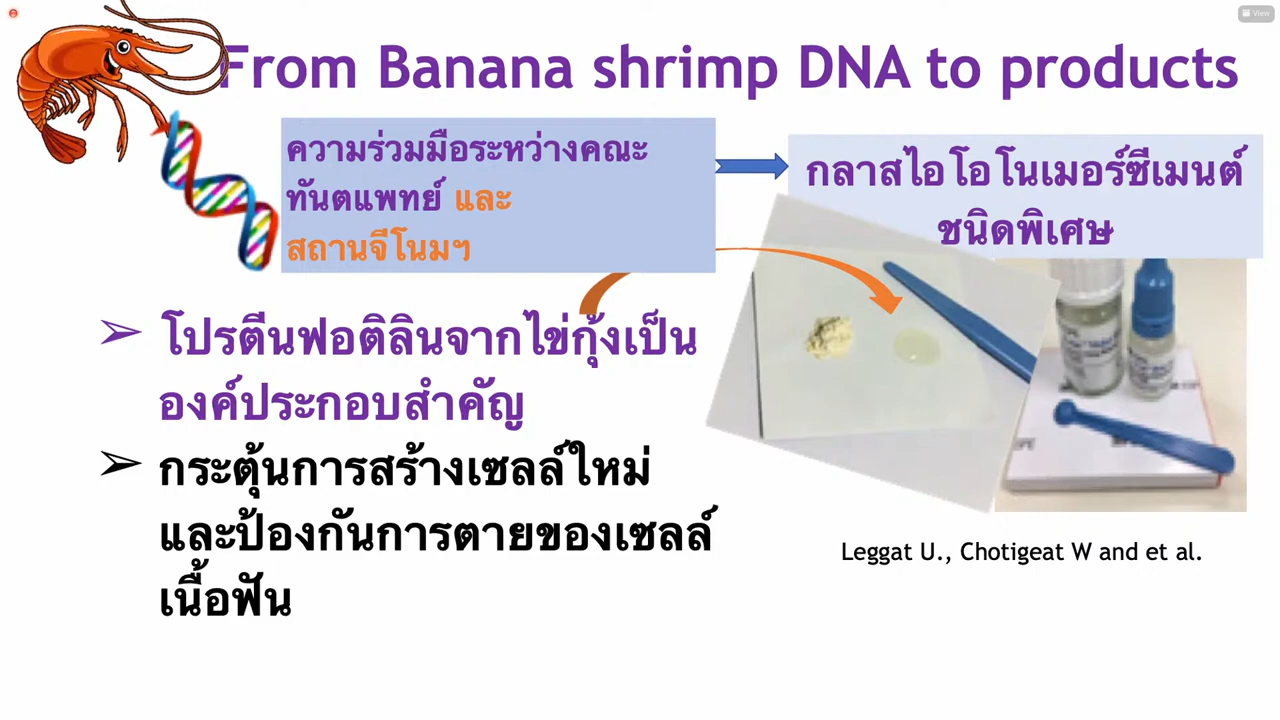 View
From Banana shrimp DNA to products
ความร่วมมือระหว่างคณะ
ทันตแพทย์ และ
สถานจีโนมฯ
กลาสไอโอโนเมอร์ซีเมนต์
ชนิดพิเศษ
➢ โปรตีนฟอติลินจากไข่กุ้งเป็น
องค์ประกอบสำคัญ
➢ กระตุ้นการสร้างเซลล์ใหม่
และป้องกันการตายของเซลล์
เนื้อฟัน
Leggat U., Chotigeat W and et al.